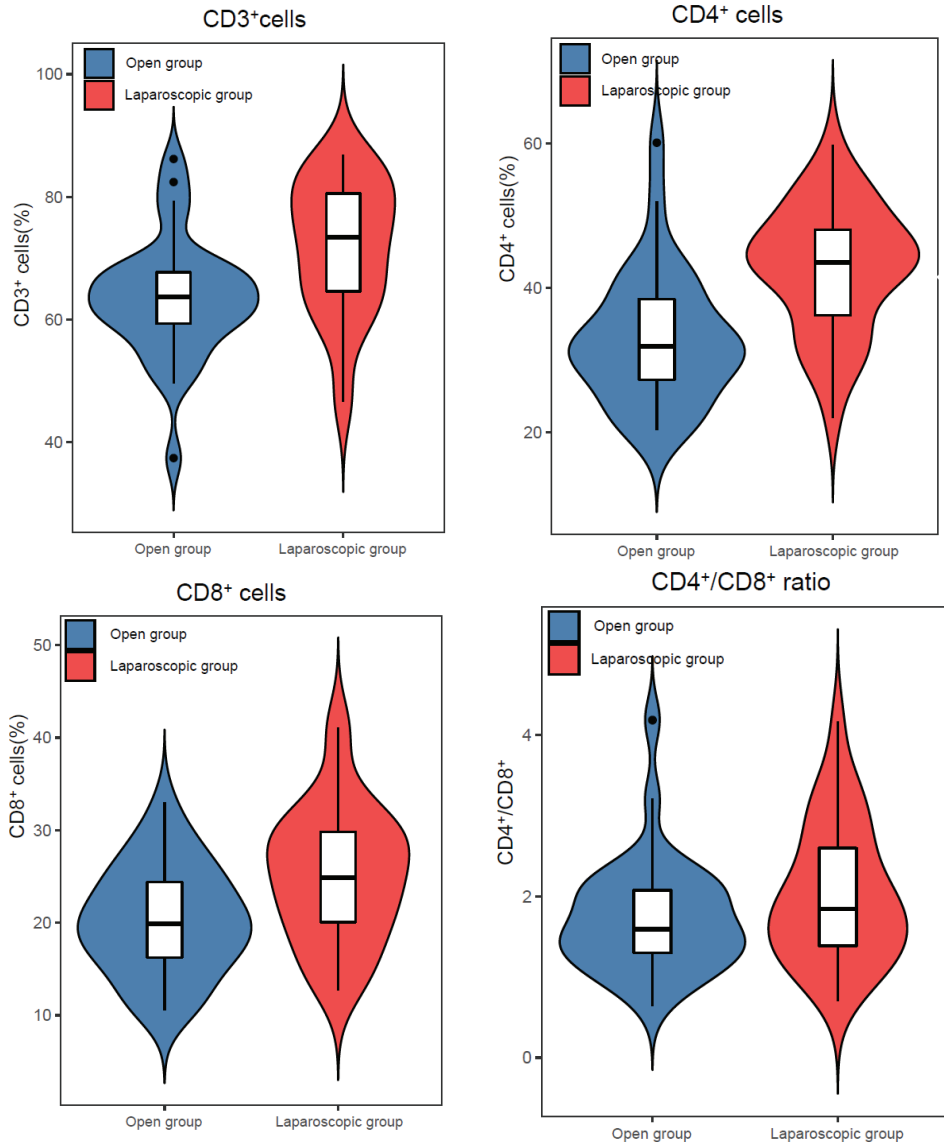 CD3⁺cells
Open group
Laparoscopic group
CD3⁺ cells(%)
100
80
60
40
Open group
Laparoscopic group
CD4⁺ cells
Open group
Laparoscopic group
CD4⁺ cells(%)
60
40
20
Open group
Laparoscopic group
CD8⁺ cells
Open group
Laparoscopic group
CD8⁺ cells(%)
50
40
30
20
10
Open group
Laparoscopic group
CD4⁺/CD8⁺ ratio
Open group
Laparoscopic group
CD4⁺/CD8⁺
4
2
0
Open group
Laparoscopic group